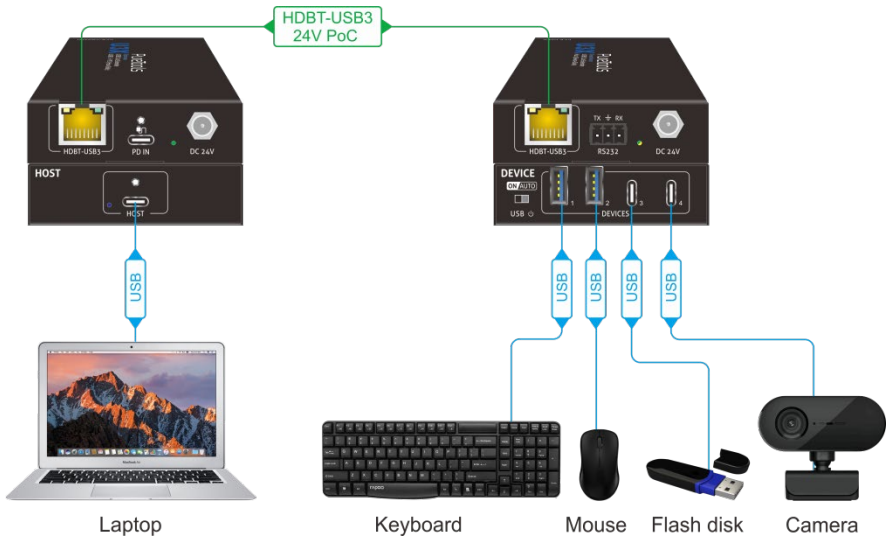 HDBT-USB3
24V PoC
HDBT-USB3
PD IN
DC 24V
HOST
HOST
TX RX
HDBT-USB3
RS232
DC 24V
DEVICE
ON AUTO
USB
1
2
3
4
DEVICES
USB
USB
USB
USB
USB
rapoo
Laptop
Keyboard
Mouse
Flash disk
Camera